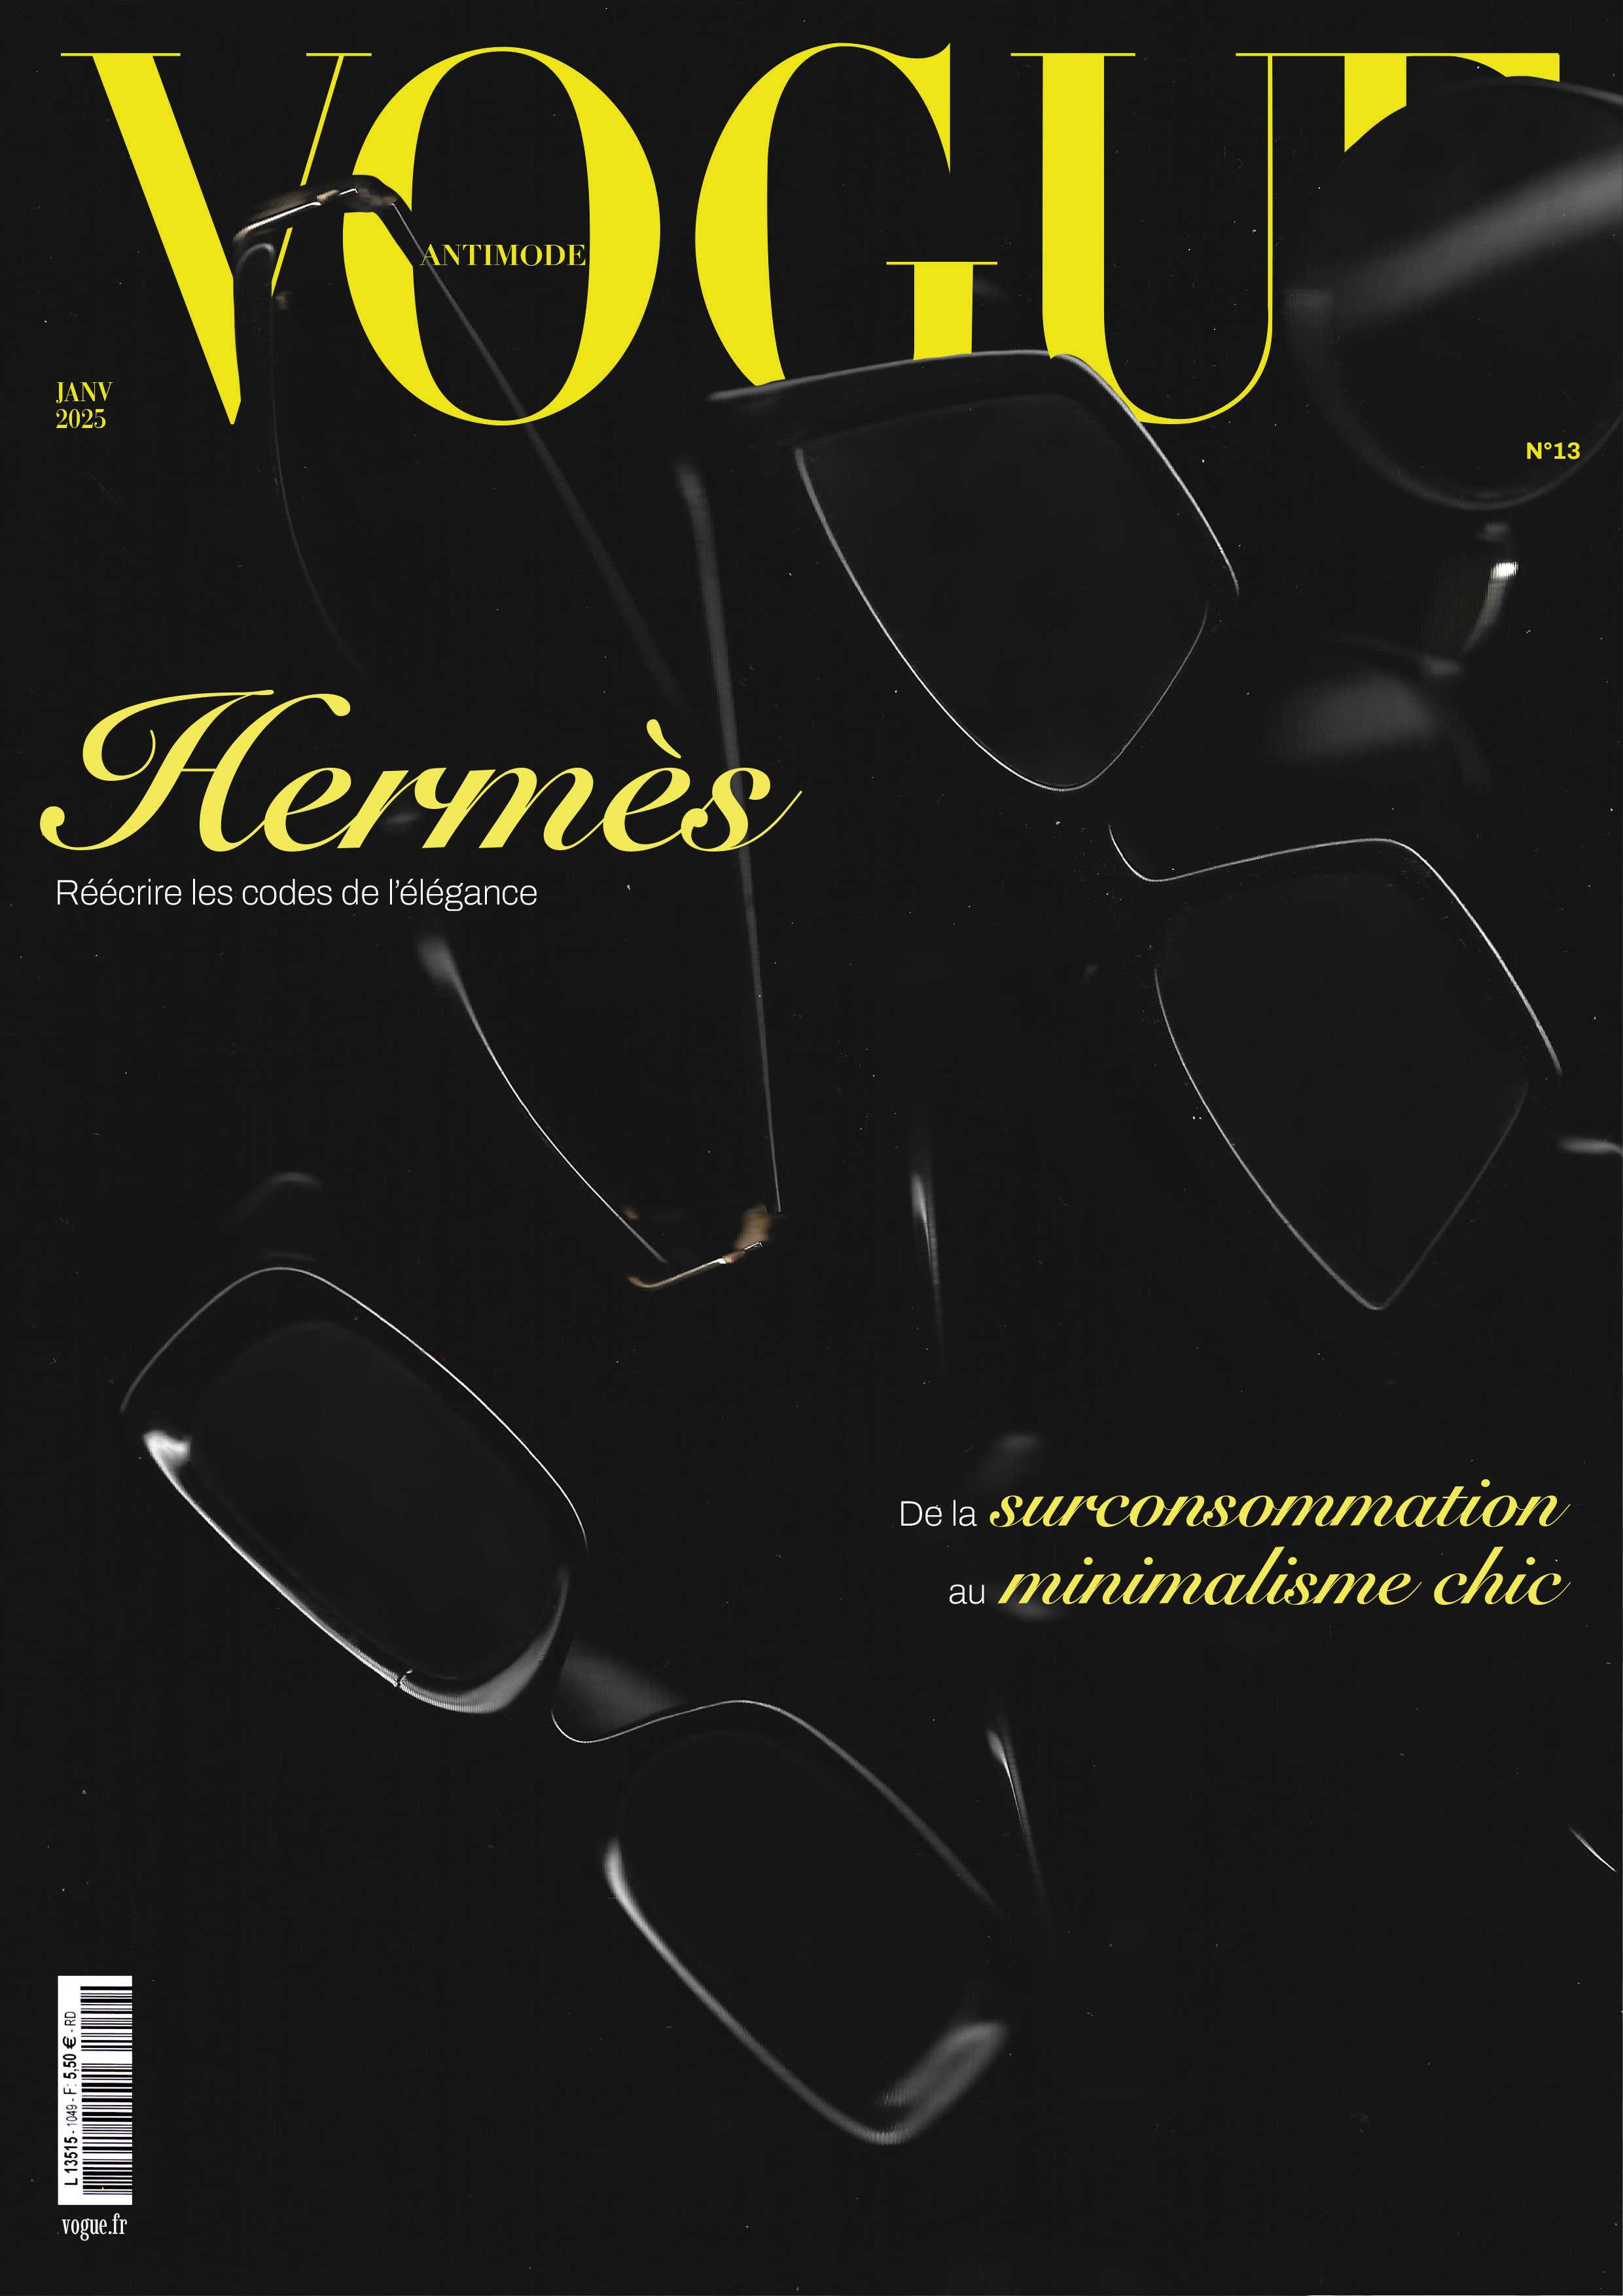 VOGUE
ANTIMODE
JANV
2025
N°13
Hermès
Réécrire les codes de l’élégance
De la surconsommation
au minimalisme chic
L 13515 - 1049 - F: 5,50 € - RD
vogue.fr